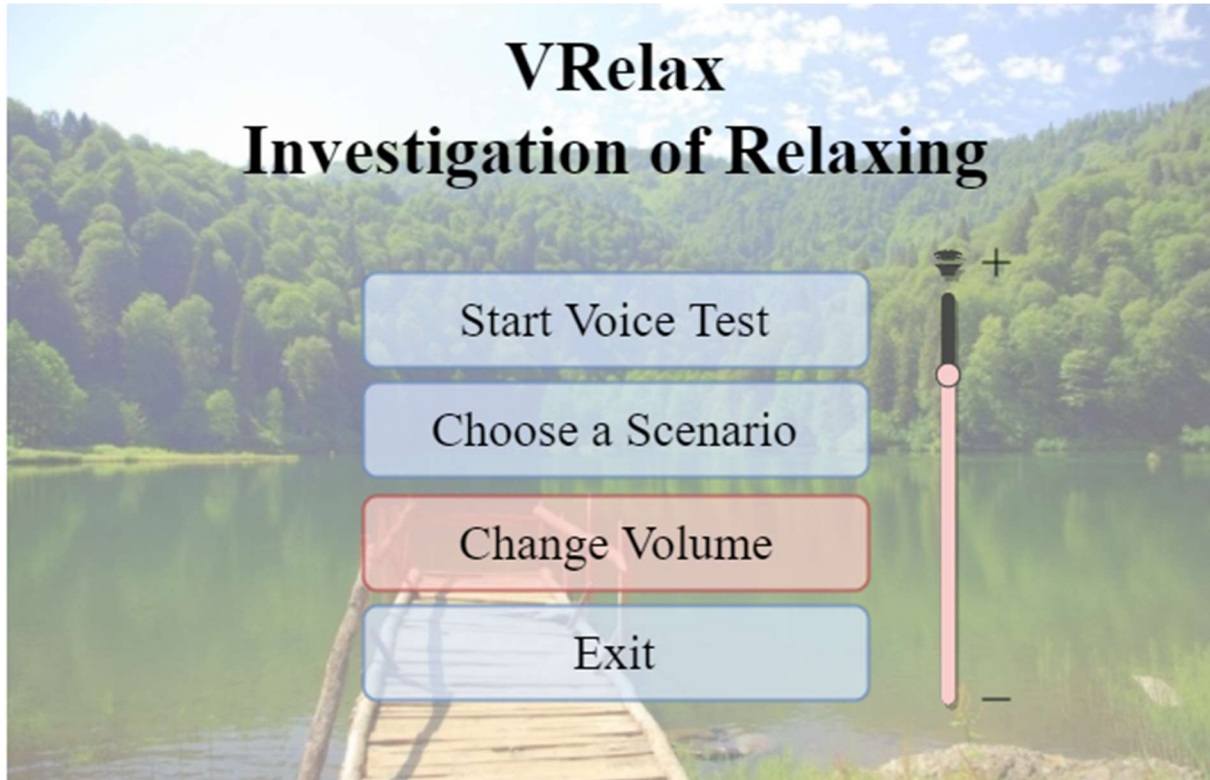 VRelax
Investigation of Relaxing
+
Start Voice Test
Choose a Scenario
Change Volume
Exit
−